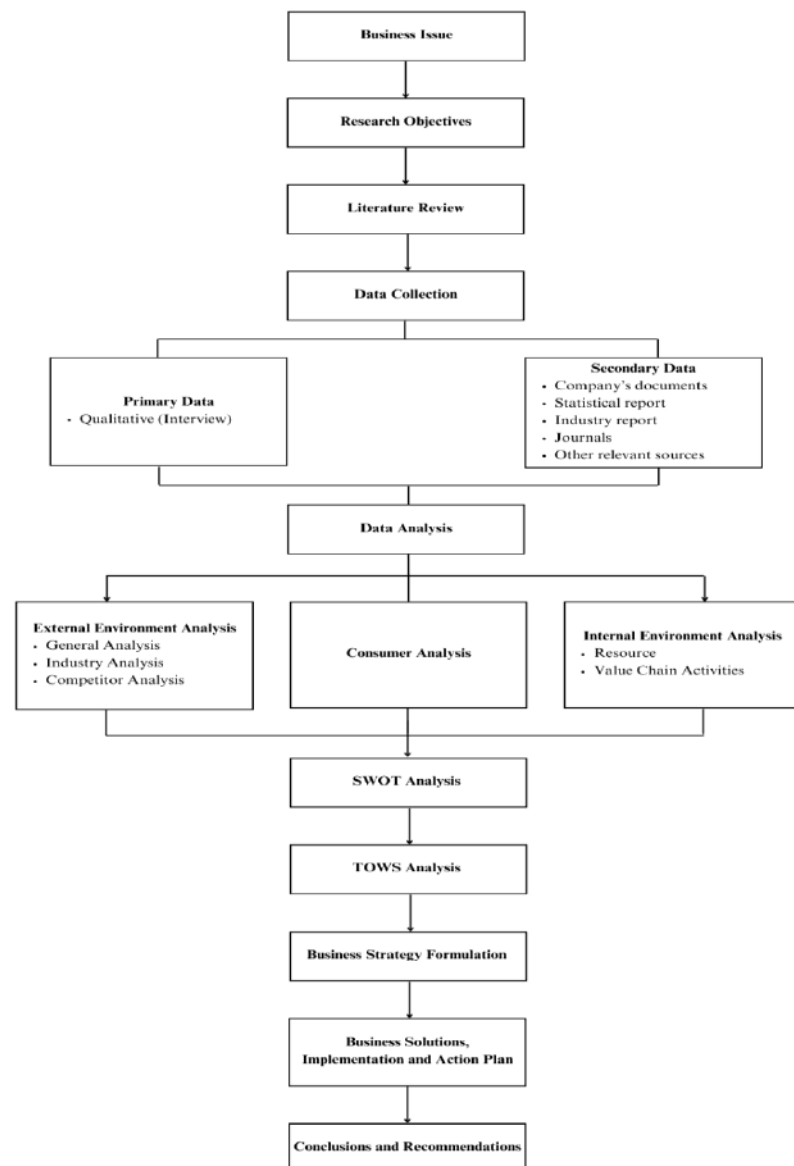 Business Issue
Research Objectives
Literature Review
Data Collection
Primary Data
• Qualitative (Interview)
Secondary Data
• Company's documents
• Statistical report
• Industry report
• Journals
• Other relevant sources
Data Analysis
External Environment Analysis
• General Analysis
• Industry Analysis
• Competitor Analysis
Consumer Analysis
Internal Environment Analysis
• Resource
• Value Chain Activities
SWOT Analysis
TOWS Analysis
Business Strategy Formulation
Business Solutions,
Implementation and Action Plan
Conclusions and Recommendations